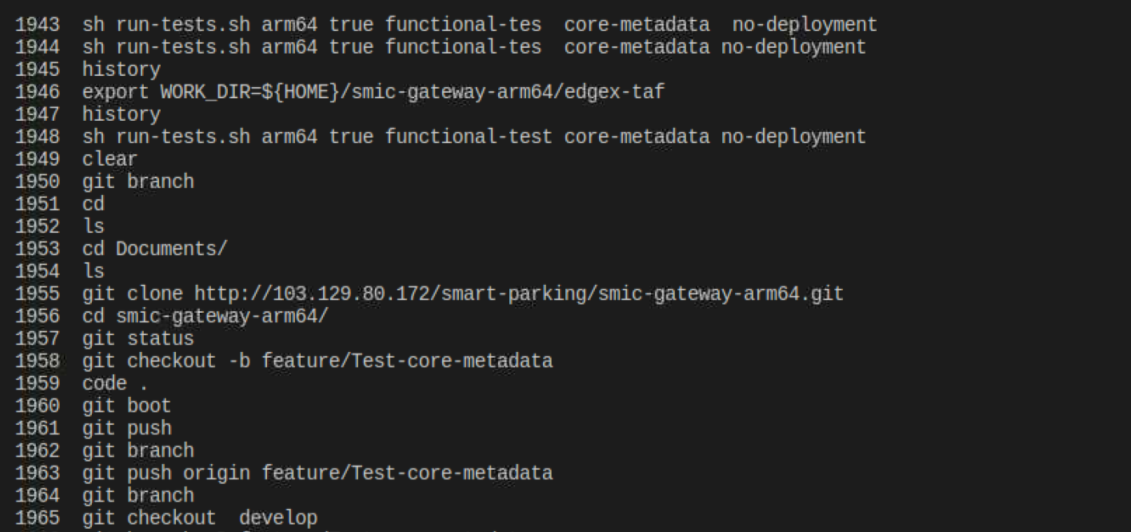 1943  sh run-tests.sh arm64 true functional-tes  core-metadata  no-deployment
1944  sh run-tests.sh arm64 true functional-tes  core-metadata no-deployment
1945  history
1946  export WORK_DIR=${HOME}/smic-gateway-arm64/edgex-taf
1947  history
1948  sh run-tests.sh arm64 true functional-test core-metadata no-deployment
1949  clear
1950  git branch
1951  cd
1952  ls
1953  cd Documents/
1954  ls
1955  git clone http://103.129.80.172/smart-parking/smic-gateway-arm64.git
1956  cd smic-gateway-arm64/
1957  git status
1958  git checkout -b feature/Test-core-metadata
1959  code .
1960  git boot
1961  git push
1962  git branch
1963  git push origin feature/Test-core-metadata
1964  git branch
1965  git checkout  develop